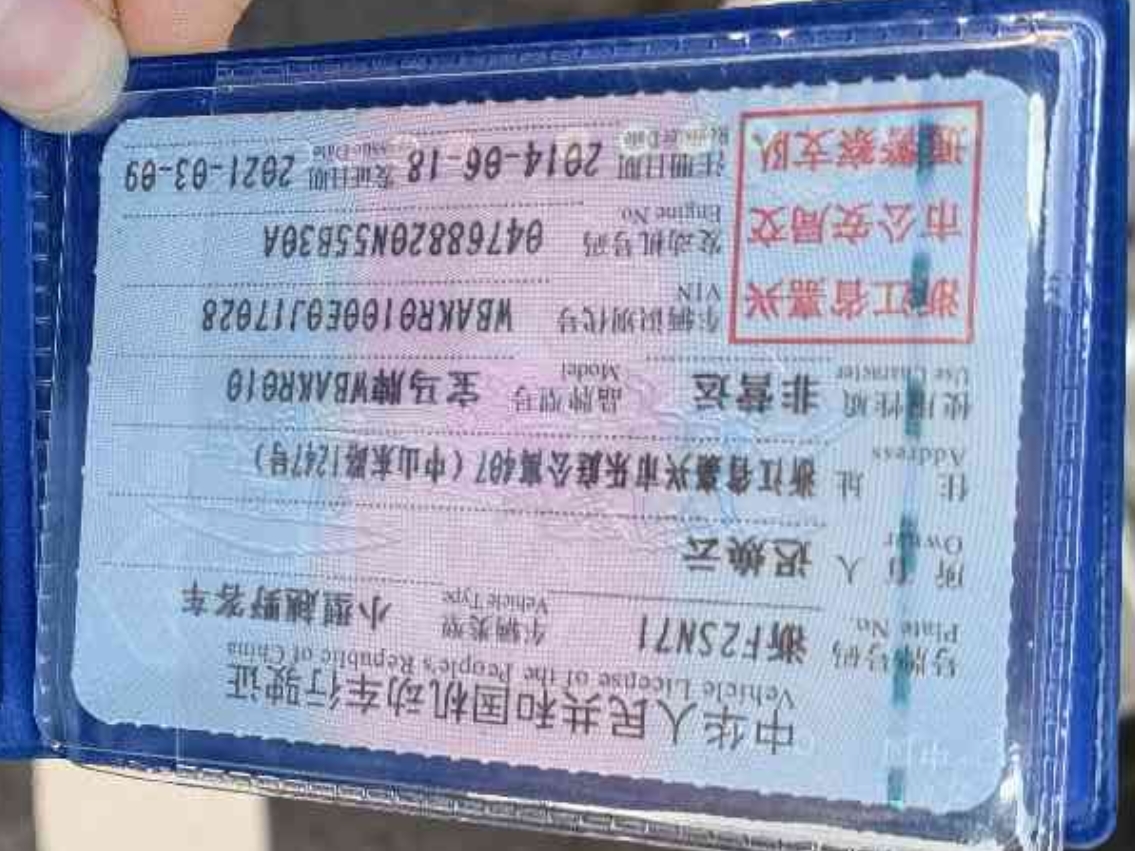 中华人民共和国机动车行驶证
Vehicle License of the People's Republic of China
号牌号码 浙F2SN71 车辆类型 小型越野客车
Plate No. Vehicle Type
所有人 迟焕云
Owner
住址 浙江省嘉兴市乐庭公寓407(中山东路1247号)
Address
使用性质 非营运 品牌型号 宝马牌WBAKR010
Use Character Model
浙江省嘉兴
市公安局交
通警察支队
车辆识别代号 WBAKR0100E0J17028
VIN
发动机号码 04768820N55B30A
Engine No.
注册日期 2014-06-18 发证日期 2021-03-09
Register Date Issue Date